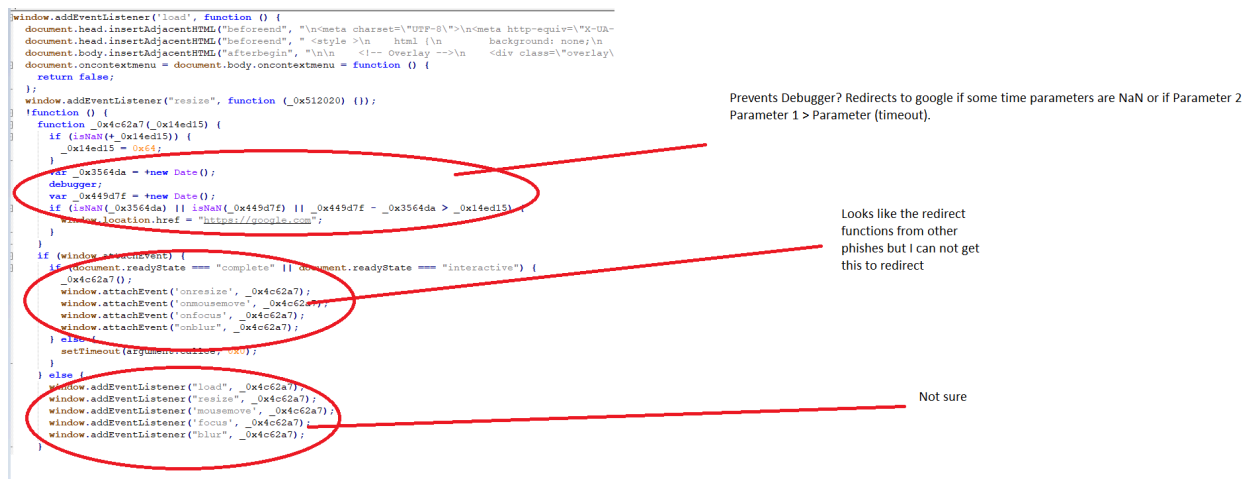 window.addEventListener('load', function () {
document.head.insertAdjacentHTML("beforeend", "\n<meta charset=\"UTF-8\">\n<meta http-equiv=\"X-UA-
document.head.insertAdjacentHTML("beforeend", " <style >\n    html {\n        background: none;\n
document.body.insertAdjacentHTML("afterbegin", "\n\n    <!-- Overlay -->\n    <div class=\"overlay\
document.oncontextmenu = document.body.oncontextmenu = function () {
return false;
};
window.addEventListener("resize", function (_0x512020) {});
!function () {
function _0x4c62a7(_0x14ed15) {
if (isNaN(+_0x14ed15)) {
_0x14ed15 = 0x64;
}
var _0x3564da = +new Date();
debugger;
var _0x449d7f = +new Date();
if (isNaN(_0x3564da) || isNaN(_0x449d7f) || _0x449d7f - _0x3564da > _0x14ed15) {
window.location.href = "https://google.com";
}
}
if (window.attachEvent) {
if (document.readyState === "complete" || document.readyState === "interactive") {
_0x4c62a7();
window.attachEvent('onresize', _0x4c62a7);
window.attachEvent('onmousemove', _0x4c62a7);
window.attachEvent('onfocus', _0x4c62a7);
window.attachEvent("onblur", _0x4c62a7);
} else {
setTimeout(argument.callee, 0x0);
}
} else {
window.addEventListener("load", _0x4c62a7);
window.addEventListener("resize", _0x4c62a7);
window.addEventListener('mousemove', _0x4c62a7);
window.addEventListener('focus', _0x4c62a7);
window.addEventListener("blur", _0x4c62a7);
}
Prevents Debugger? Redirects to google if some time parameters are NaN or if Parameter 2
Parameter 1 > Parameter (timeout).
Looks like the redirect
functions from other
phishes but I can not get
this to redirect
Not sure